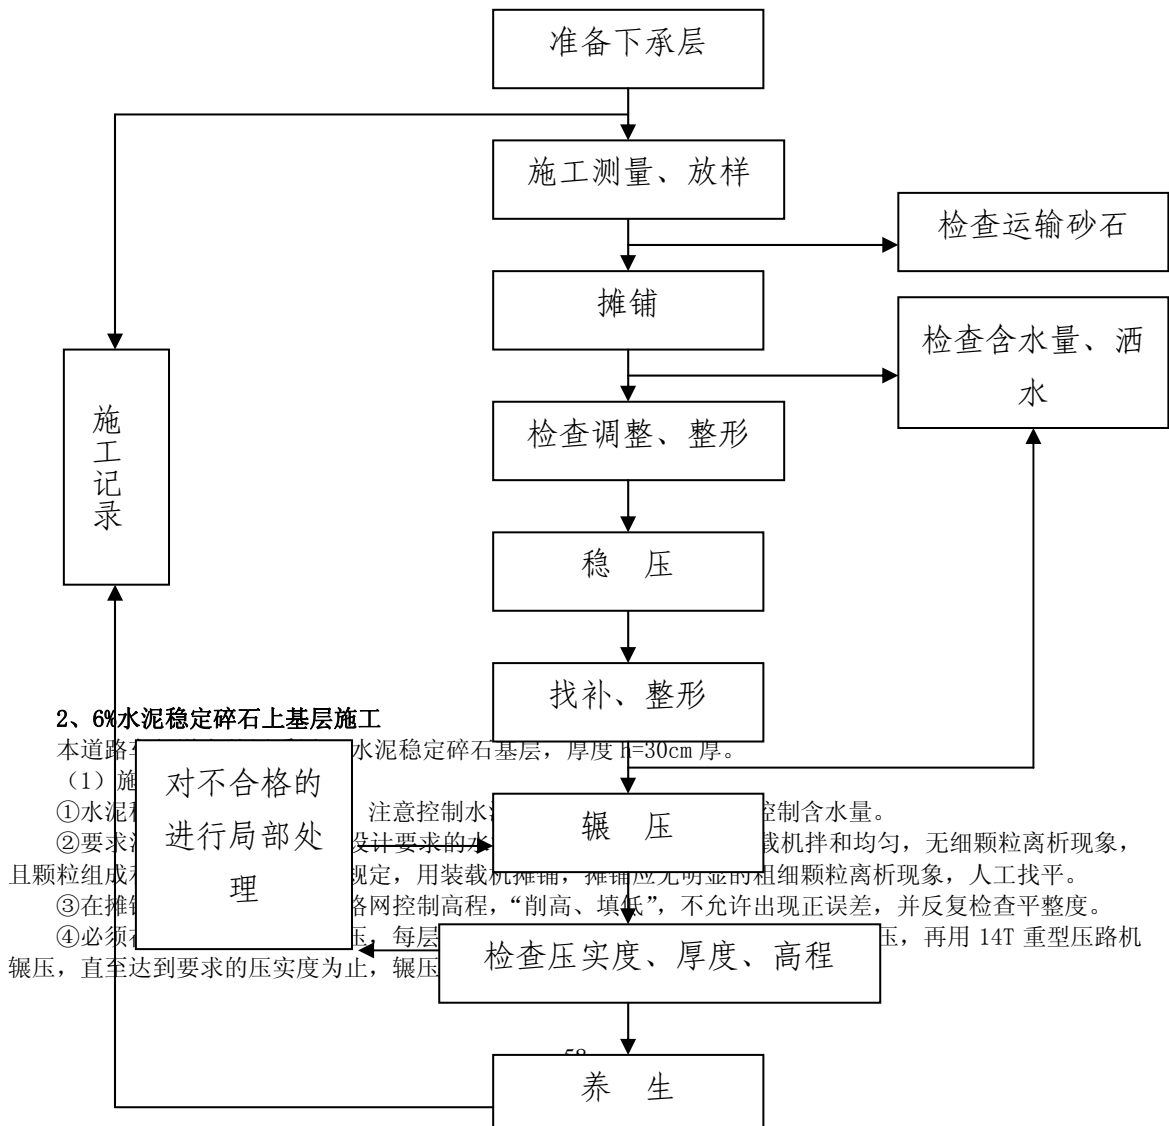 准备下承层
施工测量、放样
检查运输砂石
摊铺
检查含水量、洒
水
施工记录
检查调整、整形
稳 压
找补、整形
2、6%水泥稳定碎石上基层施工
本道路 水泥稳定碎石基层，厚度 h=30cm 厚。
（1）施
对不合格的
进行局部处
理
①水泥 注意控制水 控制含水量。
辗 压
②要求 设计要求的水 载机拌和均匀，无细颗粒离析现象，
且颗粒组成 规定，用装载机摊铺，摊铺应无明显的粗细颗粒离析现象，人工找平。
③在摊 网控制高程，“削高、填低”，不允许出现正误差，并反复检查平整度。
④必须 压，每层 压，再用 14T 重型压路机
检查压实度、厚度、高程
辗压，直至达到要求的压实度为止，辗压
58
养 生